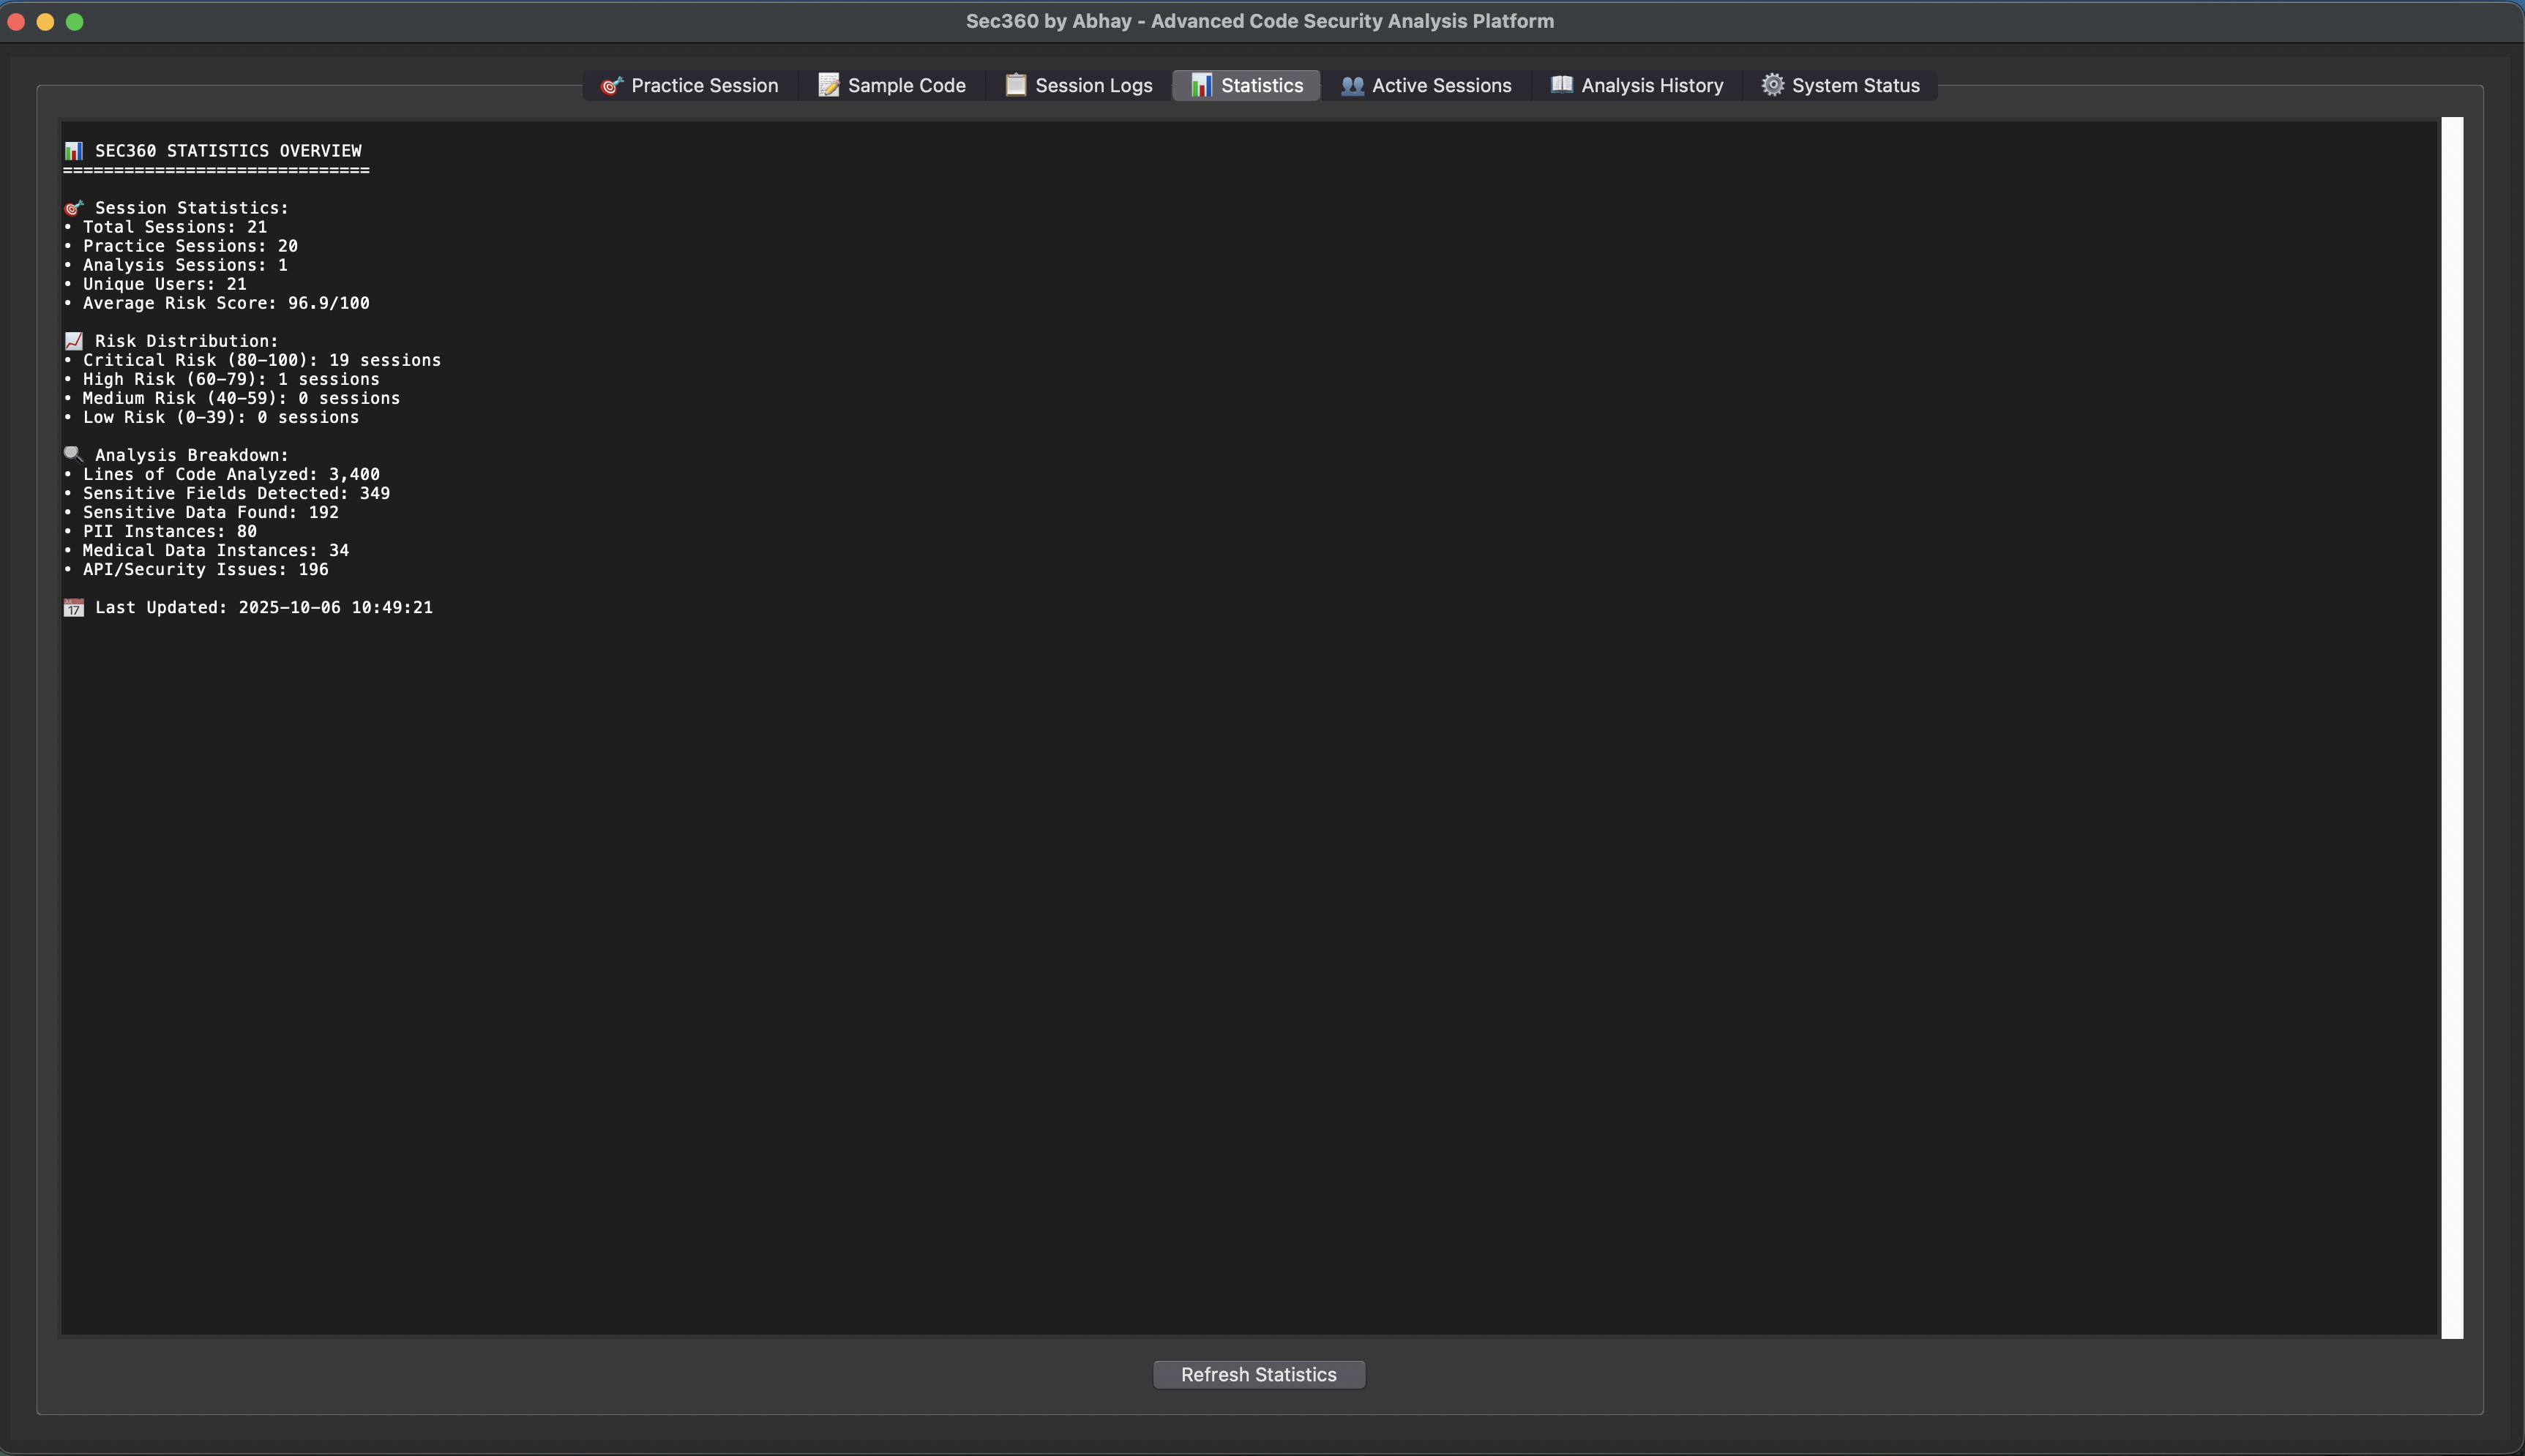 Sec360 by Abhay - Advanced Code Security Analysis Platform
🎯 Practice Session 📝 Sample Code 📋 Session Logs 📊 Statistics 👥 Active Sessions 📖 Analysis History ⚙️ System Status
📊 SEC360 STATISTICS OVERVIEW
==============================
🎯 Session Statistics:
• Total Sessions: 21
• Practice Sessions: 20
• Analysis Sessions: 1
• Unique Users: 21
• Average Risk Score: 96.9/100
📈 Risk Distribution:
• Critical Risk (80-100): 19 sessions
• High Risk (60-79): 1 sessions
• Medium Risk (40-59): 0 sessions
• Low Risk (0-39): 0 sessions
🔍 Analysis Breakdown:
• Lines of Code Analyzed: 3,400
• Sensitive Fields Detected: 349
• Sensitive Data Found: 192
• PII Instances: 80
• Medical Data Instances: 34
• API/Security Issues: 196
📅 Last Updated: 2025-10-06 10:49:21
Refresh Statistics